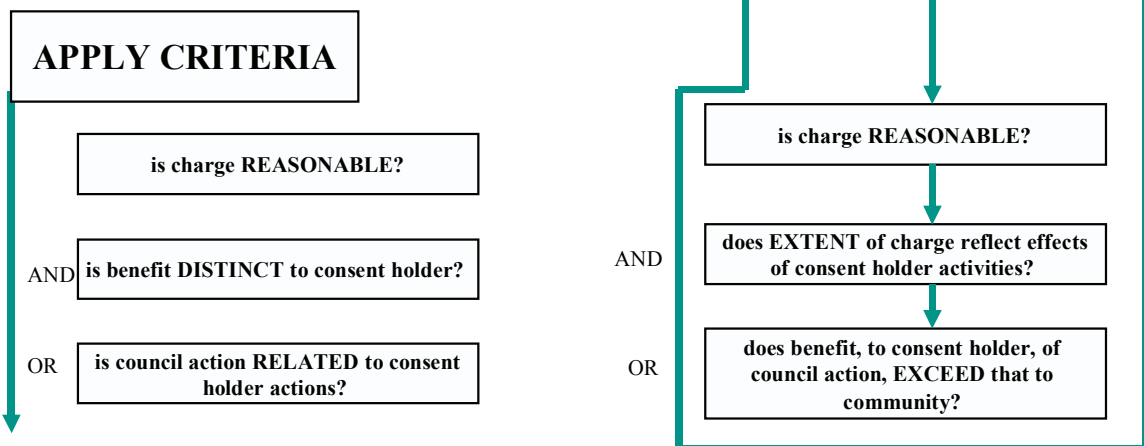 APPLY CRITERIA
is charge REASONABLE?
AND
is benefit DISTINCT to consent holder?
OR
is council action RELATED to consent
holder actions?
is charge REASONABLE?
AND
does EXTENT of charge reflect effects
of consent holder activities?
OR
does benefit, to consent holder, of
council action, EXCEED that to
community?